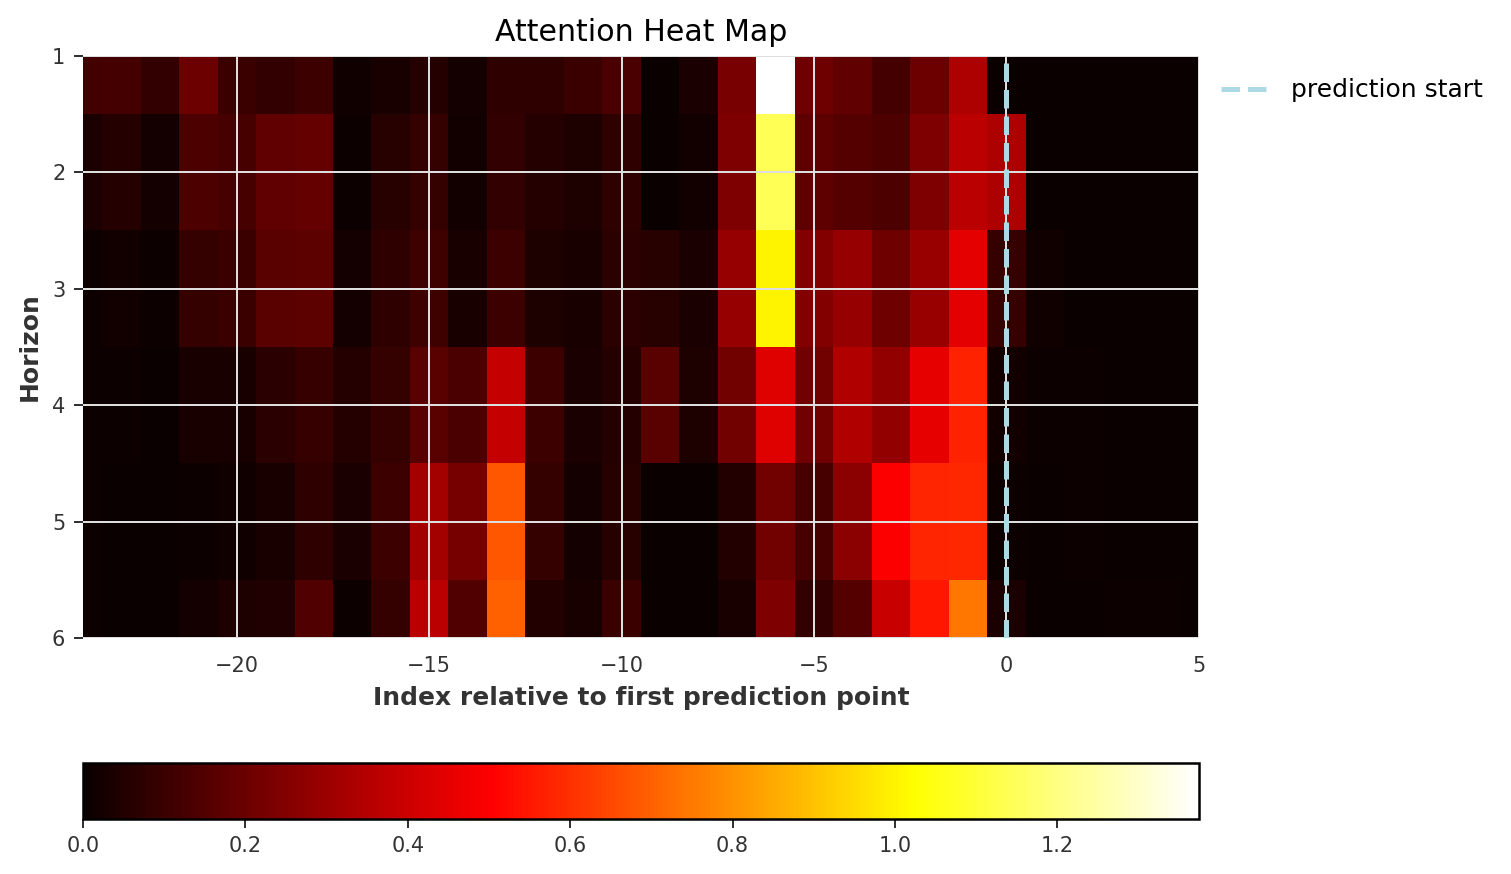 Attention Heat Map
prediction start
Horizon
1
2
3
4
5
6
−20 −15 −10 −5 0 5
Index relative to first prediction point
0.0 0.2 0.4 0.6 0.8 1.0 1.2